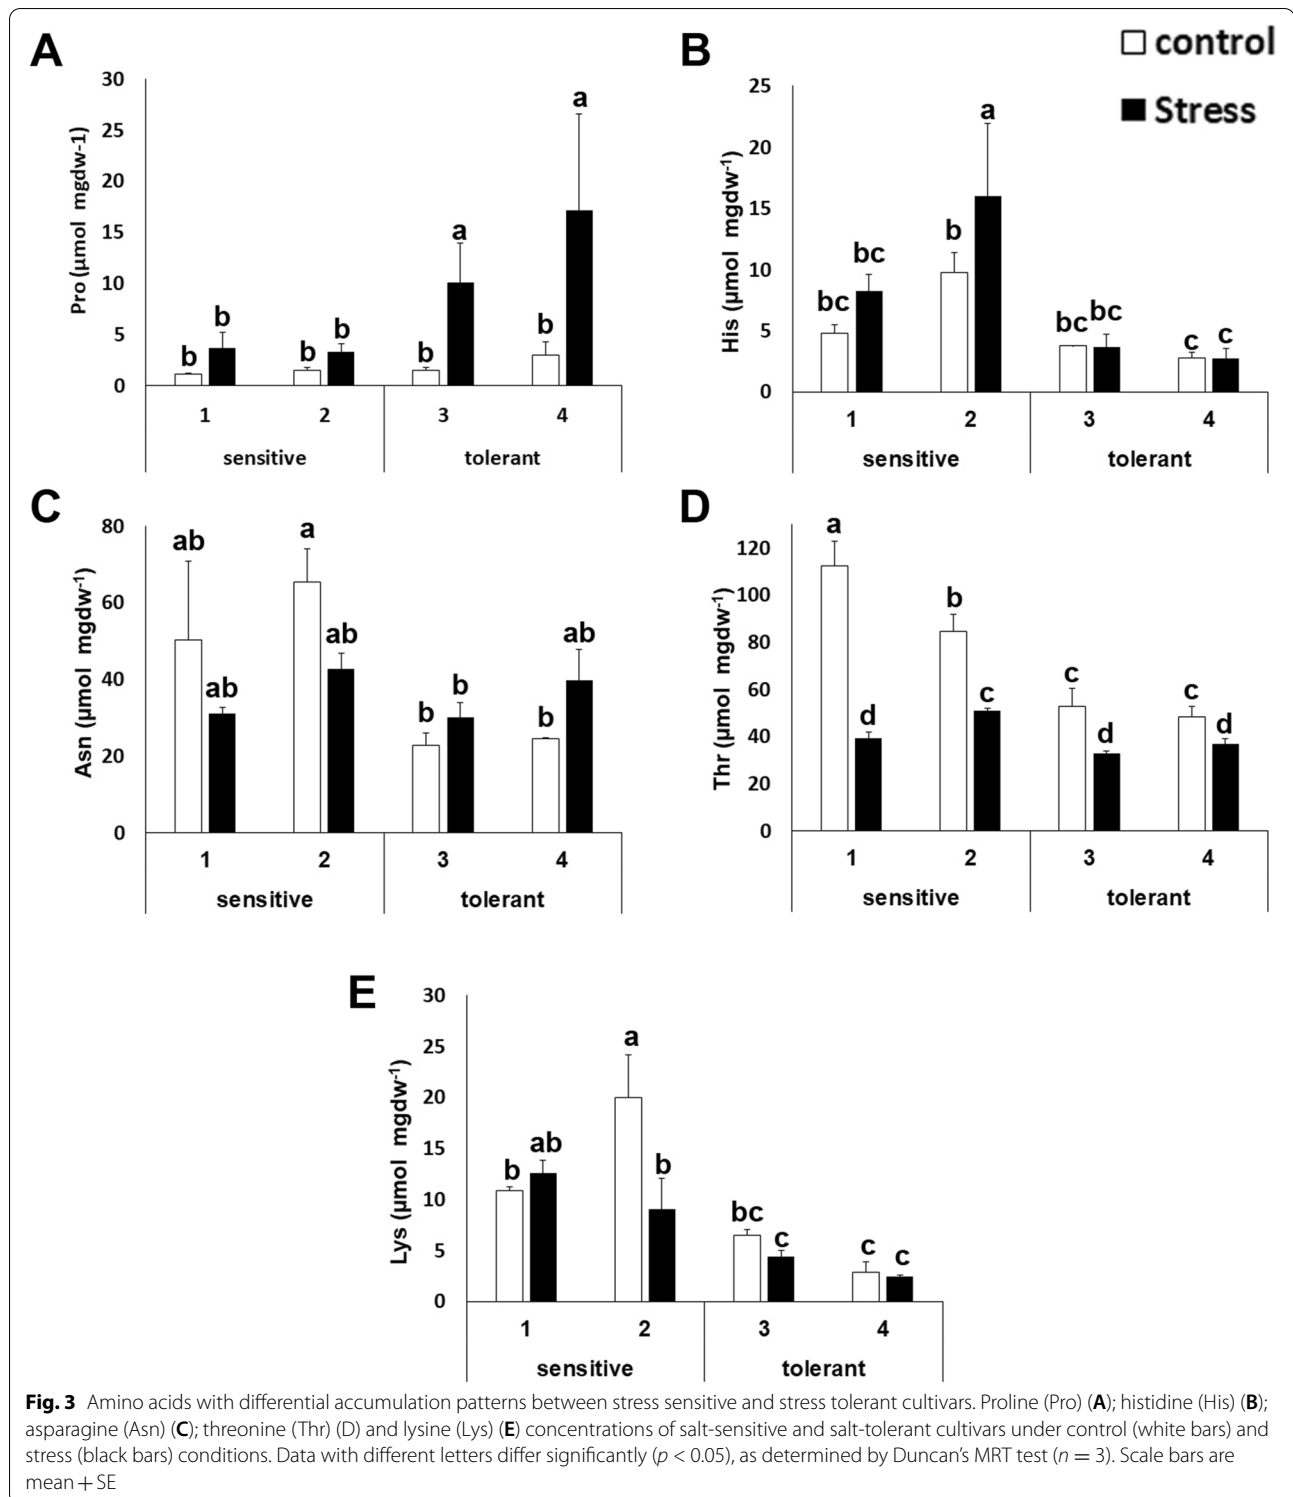 A
Pro (µmol mgdw-1)
30
25
20
15
10
5
0
b
b
b
b
b
a
b
a
1
2
3
4
sensitive
tolerant
B
control
Stress
His (µmol mgdw-1)
25
20
15
10
5
0
bc
bc
b
a
bc
bc
c
c
1
2
3
4
sensitive
tolerant
C
Asn (µmol mgdw-1)
80
60
40
20
0
ab
ab
a
ab
b
b
b
ab
1
2
3
4
sensitive
tolerant
D
Thr (µmol mgdw-1)
120
100
80
60
40
20
0
a
d
b
c
c
d
c
d
1
2
3
4
sensitive
tolerant
E
Lys (µmol mgdw-1)
30
25
20
15
10
5
0
b
ab
a
b
bc
c
c
c
1
2
3
4
sensitive
tolerant
Fig. 3 Amino acids with differential accumulation patterns between stress sensitive and stress tolerant cultivars. Proline (Pro) (A); histidine (His) (B);
asparagine (Asn) (C); threonine (Thr) (D) and lysine (Lys) (E) concentrations of salt-sensitive and salt-tolerant cultivars under control (white bars) and
stress (black bars) conditions. Data with different letters differ significantly (p < 0.05), as determined by Duncan's MRT test (n = 3). Scale bars are
mean + SE